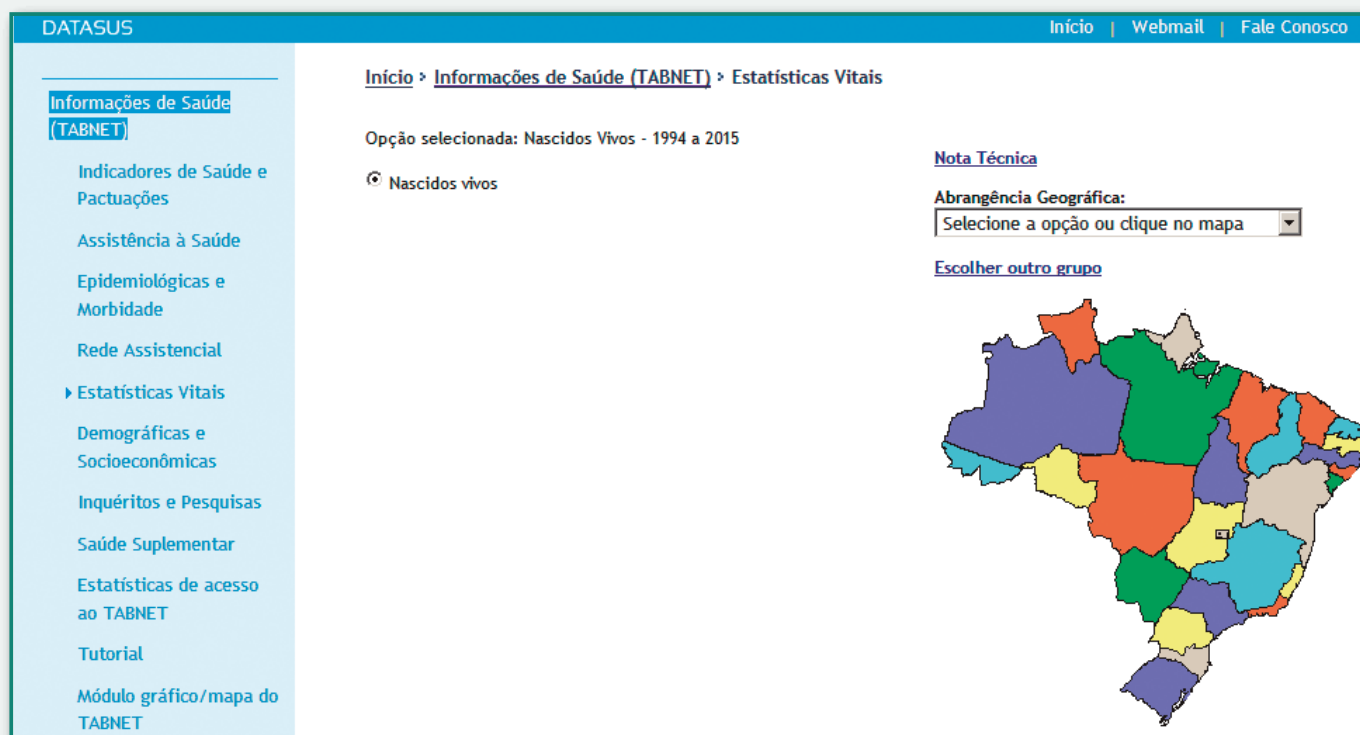 DATASUS
Início | Webmail | Fale Conosco
Informações de Saúde
(TABNET)
Indicadores de Saúde e
Pactuações
Assistência à Saúde
Epidemiológicas e
Morbidade
Rede Assistencial
Estatísticas Vitais
Demográficas e
Socioeconômicas
Inquéritos e Pesquisas
Saúde Suplementar
Estatísticas de acesso
ao TABNET
Tutorial
Módulo gráfico/mapa do
TABNET
Início > Informações de Saúde (TABNET) > Estatísticas Vitais
Opção selecionada: Nascidos Vivos - 1994 a 2015
Nascidos vivos
Nota Técnica
Abrangência Geográfica:
Selecione a opção ou clique no mapa
Escolher outro grupo